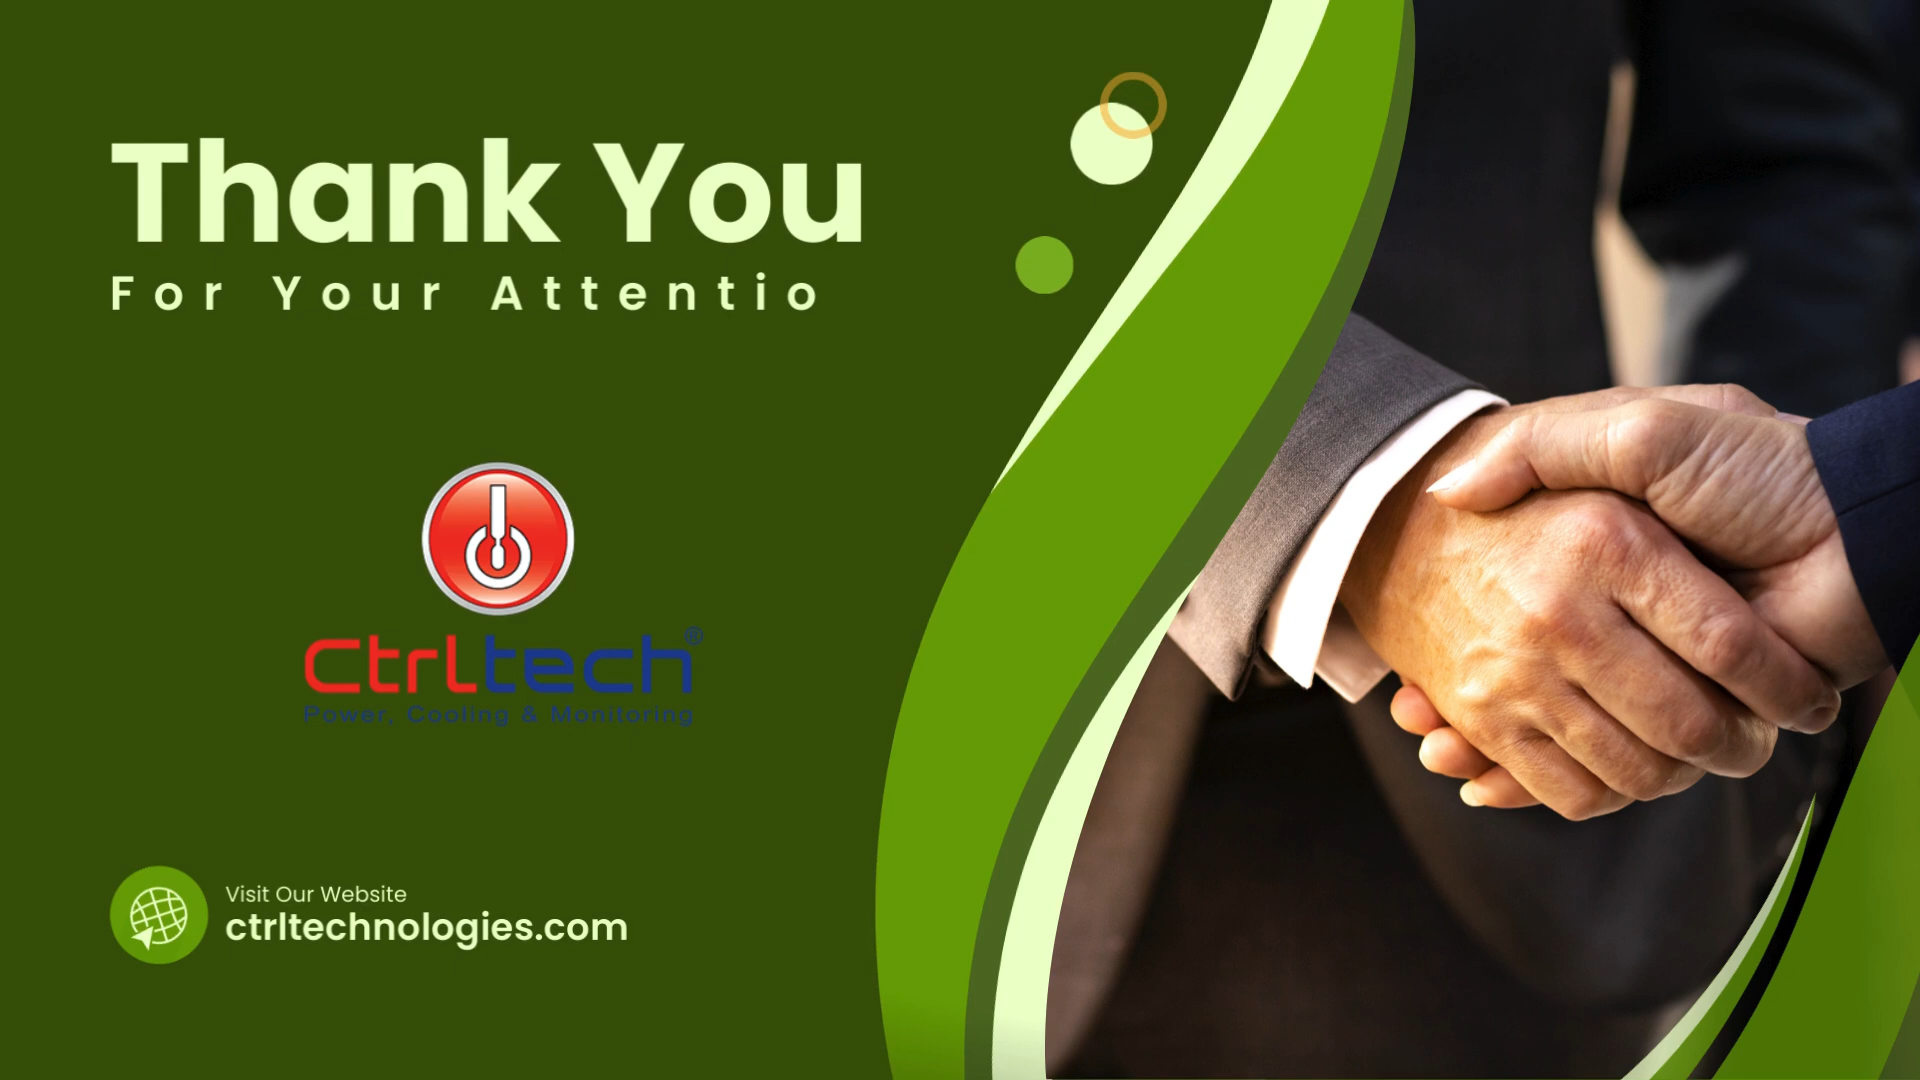 Thank You
For Your Attentio
Ctrltech®
Power, Cooling & Monitoring
Visit Our Website
ctrltechnologies.com